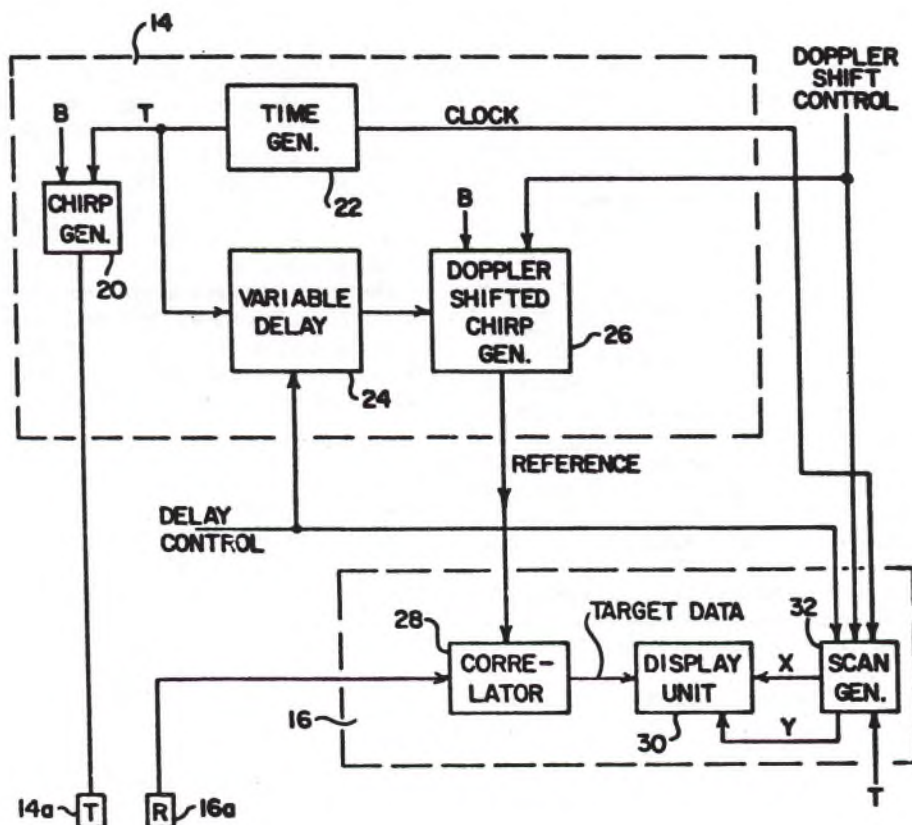 14
DOPPLER
SHIFT
CONTROL
B
T
TIME
GEN.
CLOCK
22
CHIRP
GEN.
20
B
VARIABLE
DELAY
24
DOPPLER
SHIFTED
CHIRP
GEN.
26
REFERENCE
DELAY
CONTROL
28
TARGET DATA
32
CORRE-
LATOR
DISPLAY
UNIT
X
SCAN
GEN.
16
30
Y
T
14a
T
R
16a